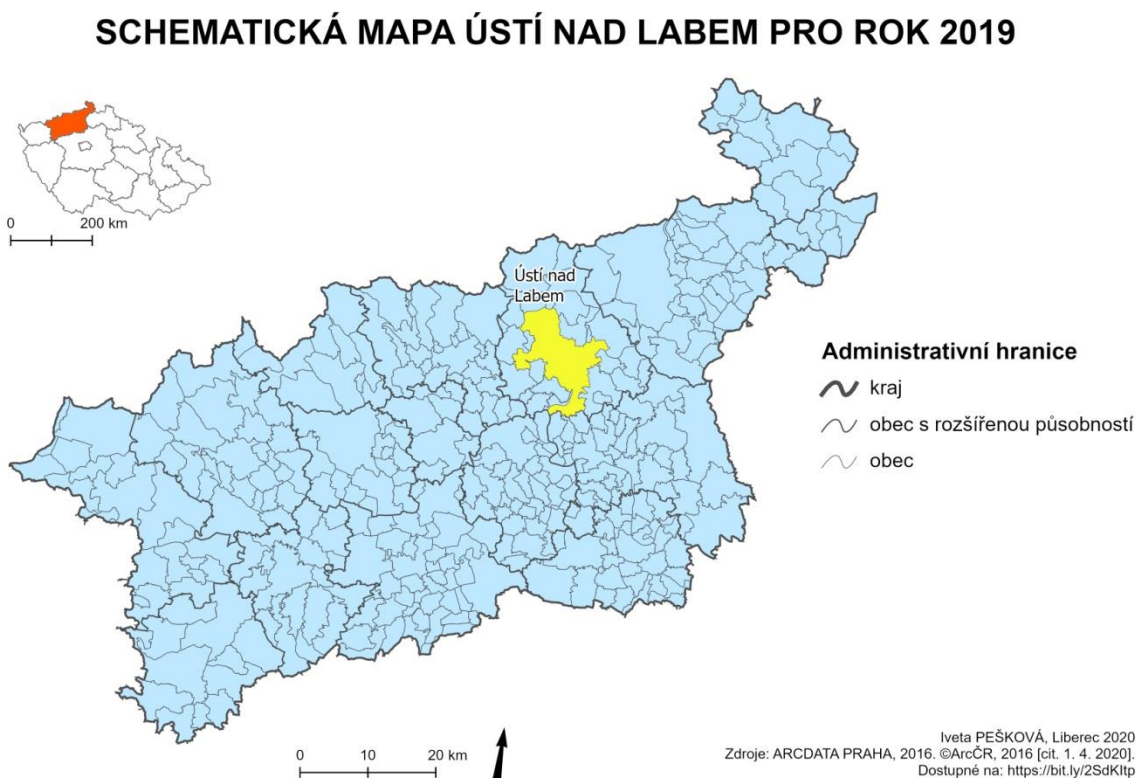 SCHEMATICKÁ MAPA ÚSTÍ NAD LABEM PRO ROK 2019
0 200 km
Ústí nad
Labem
Administrativní hranice
kraj
obec s rozšířenou působností
obec
0 10 20 km
Iveta PEŠKOVÁ, Liberec 2020
Zdroje: ARCDATA PRAHA, 2016. ©ArcČR, 2016 [cit. 1. 4. 2020].
Dostupné na: https://bit.ly/2SdKItp